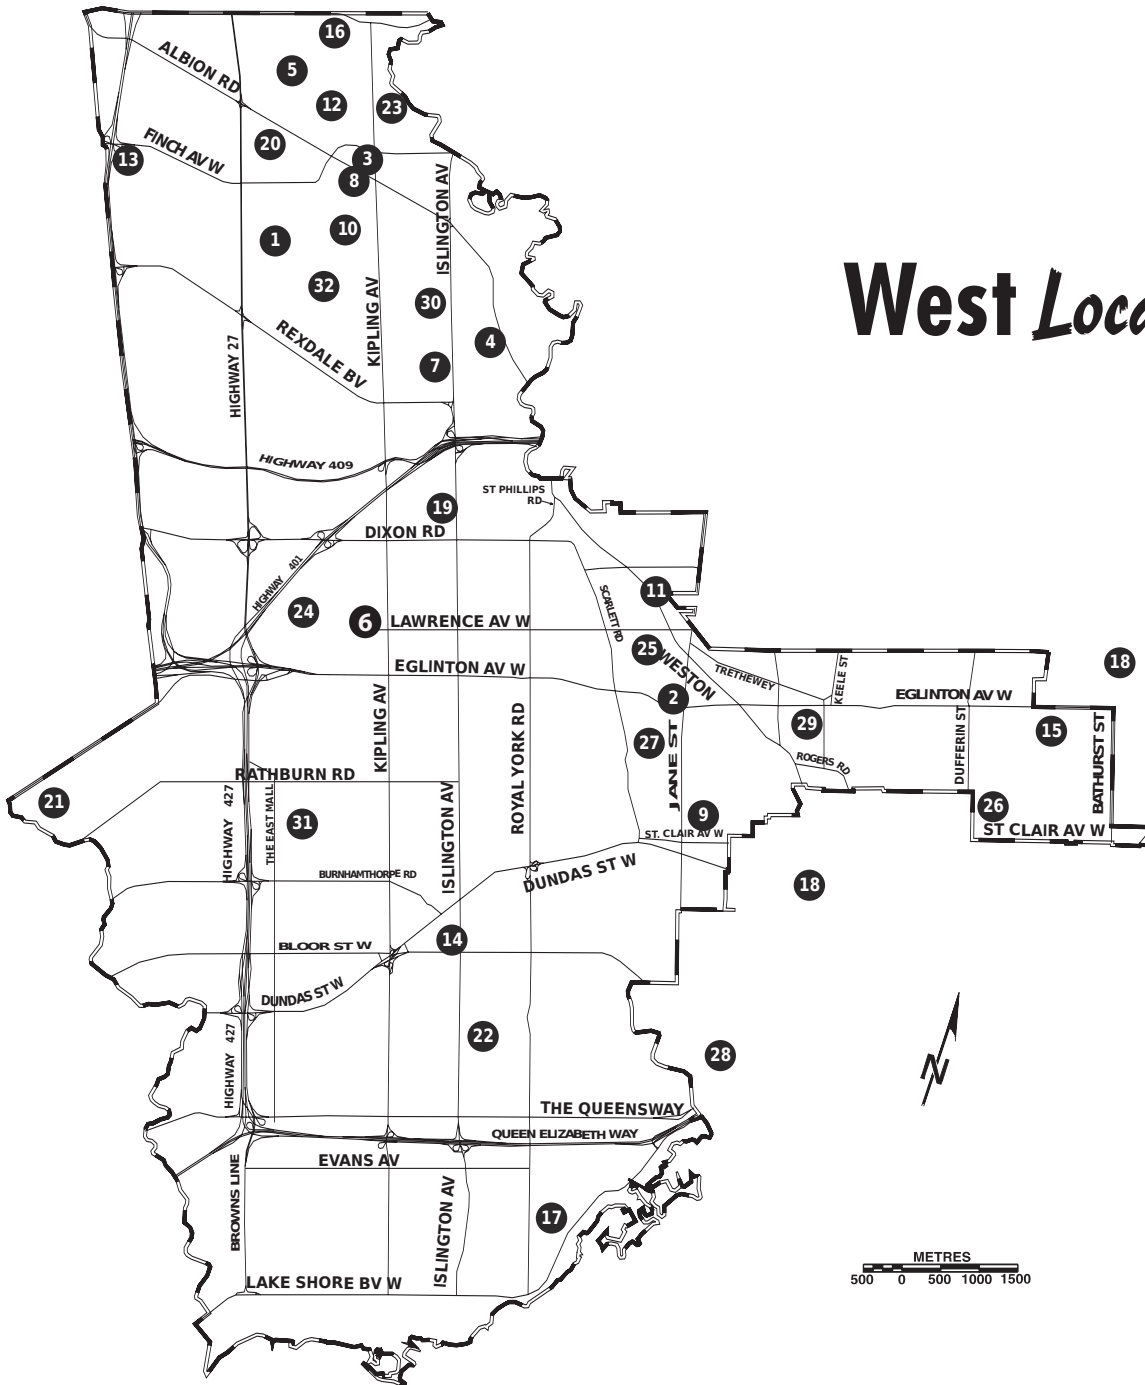 16
ALBION RD
5
12
23
FINCH AV W
20
13
3
8
ISLINGTON AV
10
1
West Loca
32
30
KIPLING AV
REXDALE BV
4
HIGHWAY 27
7
HIGHWAY 409
ST PHILLIPS
RD
19
DIXON RD
HIGHWAY 401
SCARLETT RD
11
24
6
LAWRENCE AV W
25
WESTON
18
EGLINTON AV W
TRETHEWEY
KEELE ST
EGLINTON AV W
2
KIPLING AV
ROYAL YORK RD
JANE ST
27
29
DUFFERIN ST
15
BATHURST ST
ROGERS RD
RATHBURN RD
21
HIGHWAY 427
THE EAST MALL
31
ISLINGTON AV
9
26
ST. CLAIR AV W
ST CLAIR AV W
BURNHAMTHORPE RD
DUNDAS ST W
18
14
BLOOR ST W
DUNDAS ST W
22
HIGHWAY 427
28
N
THE QUEENSWAY
QUEEN ELIZABETH WAY
EVANS AV
BROWNS LINE
ISLINGTON AV
17
METRES
500 0 500 1000 1500
LAKE SHORE BV W